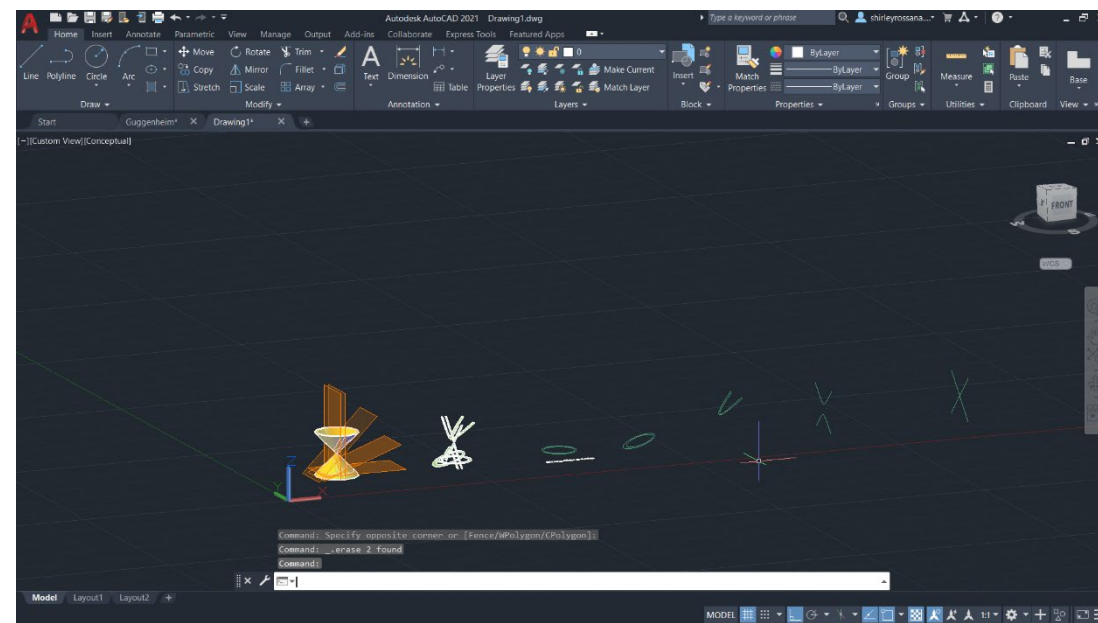 Autodesk AutoCAD 2021 Drawing1.dwg
Type a keyword or phrase
shirleyrossana...
Home Insert Annotate Parametric View Manage Output Add-ins Collaborate Express Tools Featured Apps
Line Polyline Circle Arc
Move Rotate Trim
Copy Mirror Fillet
Stretch Scale Array
Text Dimension
Table
Layer Properties
0
Make Current
Match Layer
Insert
Match Properties
ByLayer
ByLayer
ByLayer
Group
Measure
Paste
Base
Draw Modify Annotation Layers Block Properties Groups Utilities Clipboard View
Start Guggenheim* Drawing1*
[−][Custom View][Conceptual]
FRONT
WCS
Z
Y
X
Command: Specify opposite corner or [Fence/WPolygon/CPolygon]:
Command: _.erase 2 found
Command:
Model Layout1 Layout2 +
MODEL 1:1